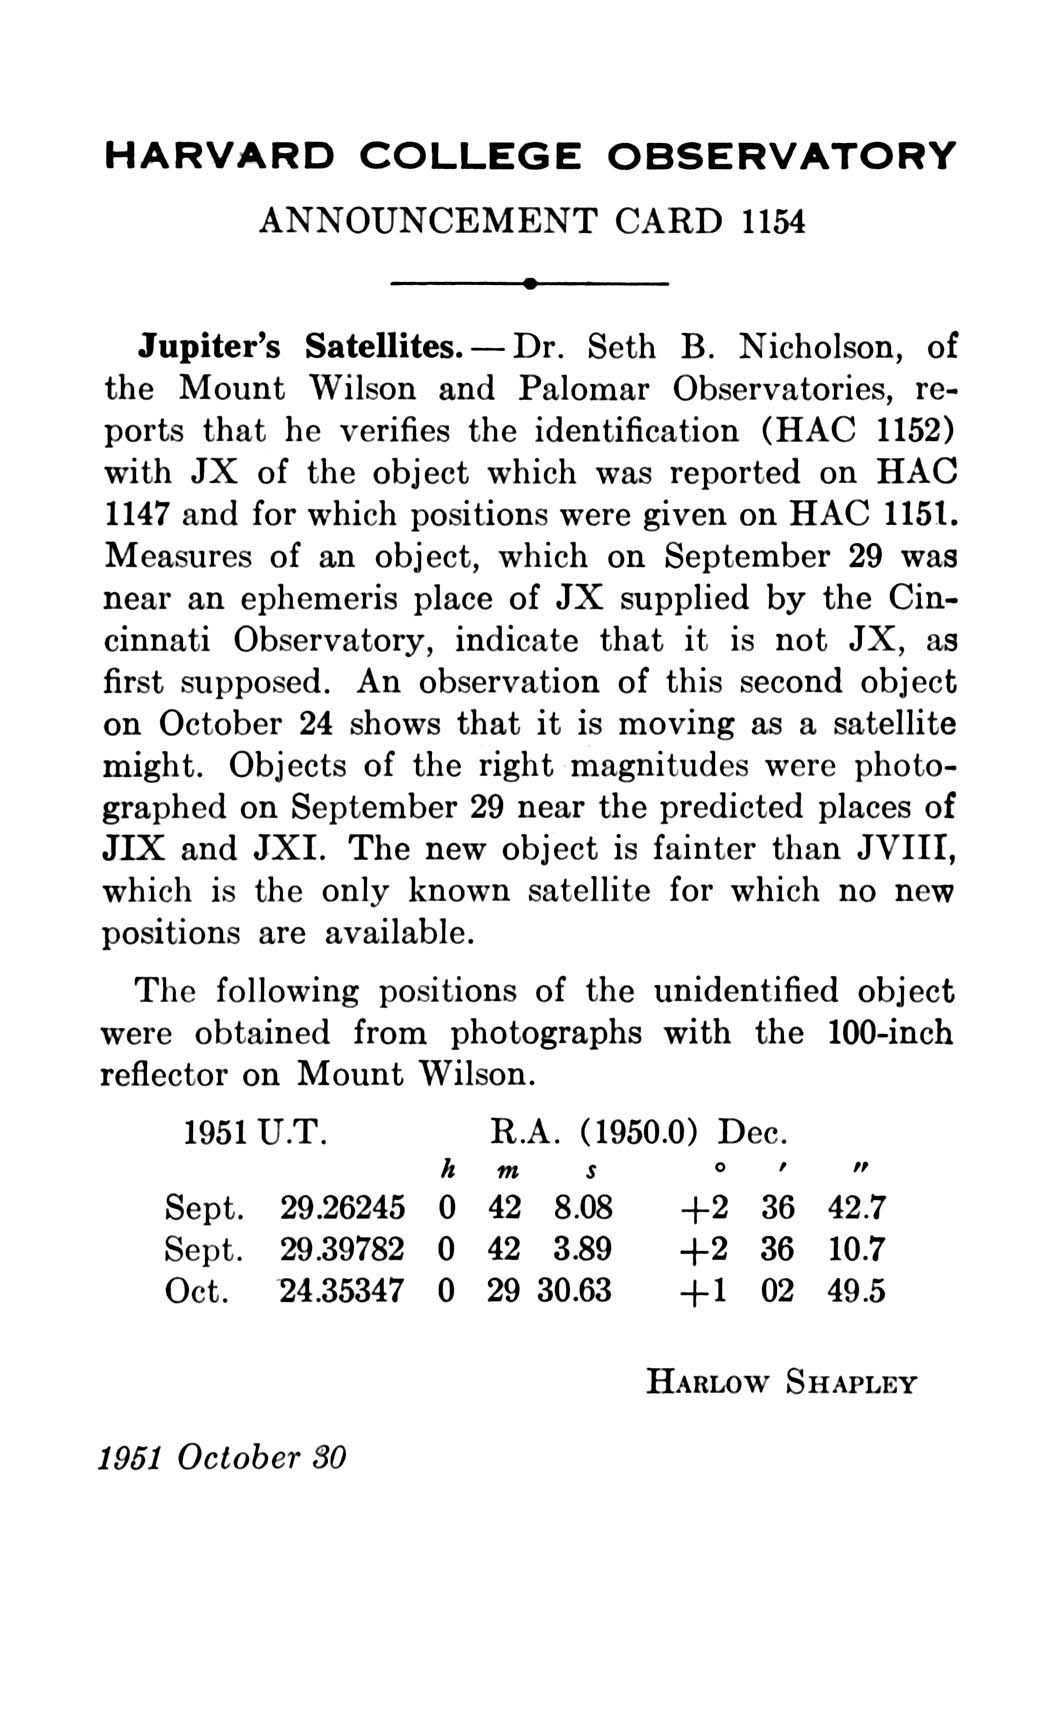 HARVARD COLLEGE OBSERVATORY
ANNOUNCEMENT CARD 1154
Jupiter's Satellites. — Dr. Seth B. Nicholson, of
the Mount Wilson and Palomar Observatories, re-
ports that he verifies the identification (HAC 1152)
with JX of the object which was reported on HAC
1147 and for which positions were given on HAC 1151.
Measures of an object, which on September 29 was
near an ephemeris place of JX supplied by the Cin-
cinnati Observatory, indicate that it is not JX, as
first supposed. An observation of this second object
on October 24 shows that it is moving as a satellite
might. Objects of the right magnitudes were photo-
graphed on September 29 near the predicted places of
JIX and JXI. The new object is fainter than JVIII,
which is the only known satellite for which no new
positions are available.
The following positions of the unidentified object
were obtained from photographs with the 100-inch
reflector on Mount Wilson.
1951 U.T. R.A. (1950.0) Dec.
h m s ° ′ ″
Sept. 29.26245 0 42 8.08 +2 36 42.7
Sept. 29.39782 0 42 3.89 +2 36 10.7
Oct. 24.35347 0 29 30.63 +1 02 49.5
HARLOW SHAPLEY
1951 October 30